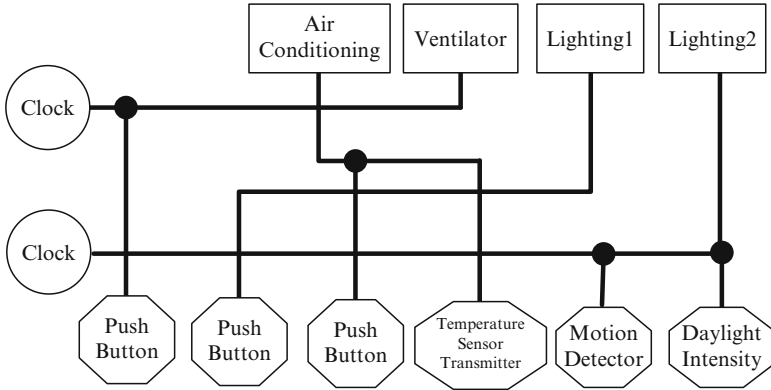 Air
Conditioning
Ventilator
Lighting1
Lighting2
Clock
Clock
Push
Button
Push
Button
Push
Button
Temperature
Sensor
Transmitter
Motion
Detector
Daylight
Intensity